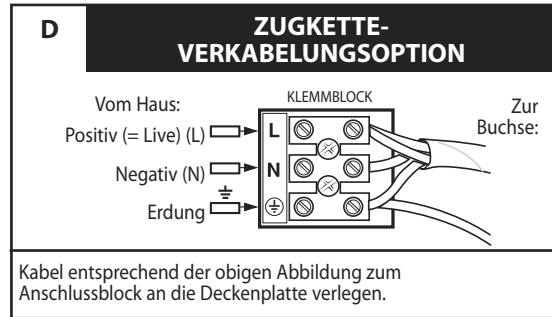 D
ZUGKETTE-
VERKABELUNGSOPTION
KLEMMBLOCK
Vom Haus:
Zur
Buchse:
Positiv (= Live) (L)
L
Negativ (N)
N
Erdung
Kabel entsprechend der obigen Abbildung zum
Anschlussblock an die Deckenplatte verlegen.